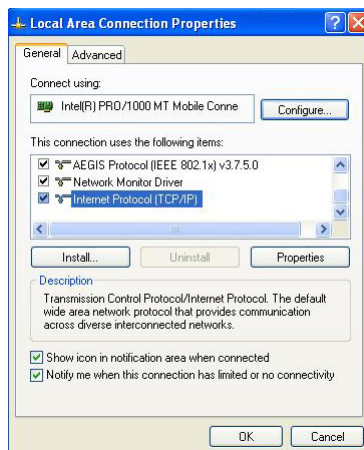 Local Area Connection Properties
General
Advanced
Connect using:
Intel(R) PRO/1000 MT Mobile Conne
Configure...
This connection uses the following items:
AEGIS Protocol (IEEE 802.1x) v3.7.5.0
Network Monitor Driver
Internet Protocol (TCP/IP)
Install...
Uninstall
Properties
Description
Transmission Control Protocol/Internet Protocol. The default
wide area network protocol that provides communication
across diverse interconnected networks.
Show icon in notification area when connected
Notify me when this connection has limited or no connectivity
OK
Cancel